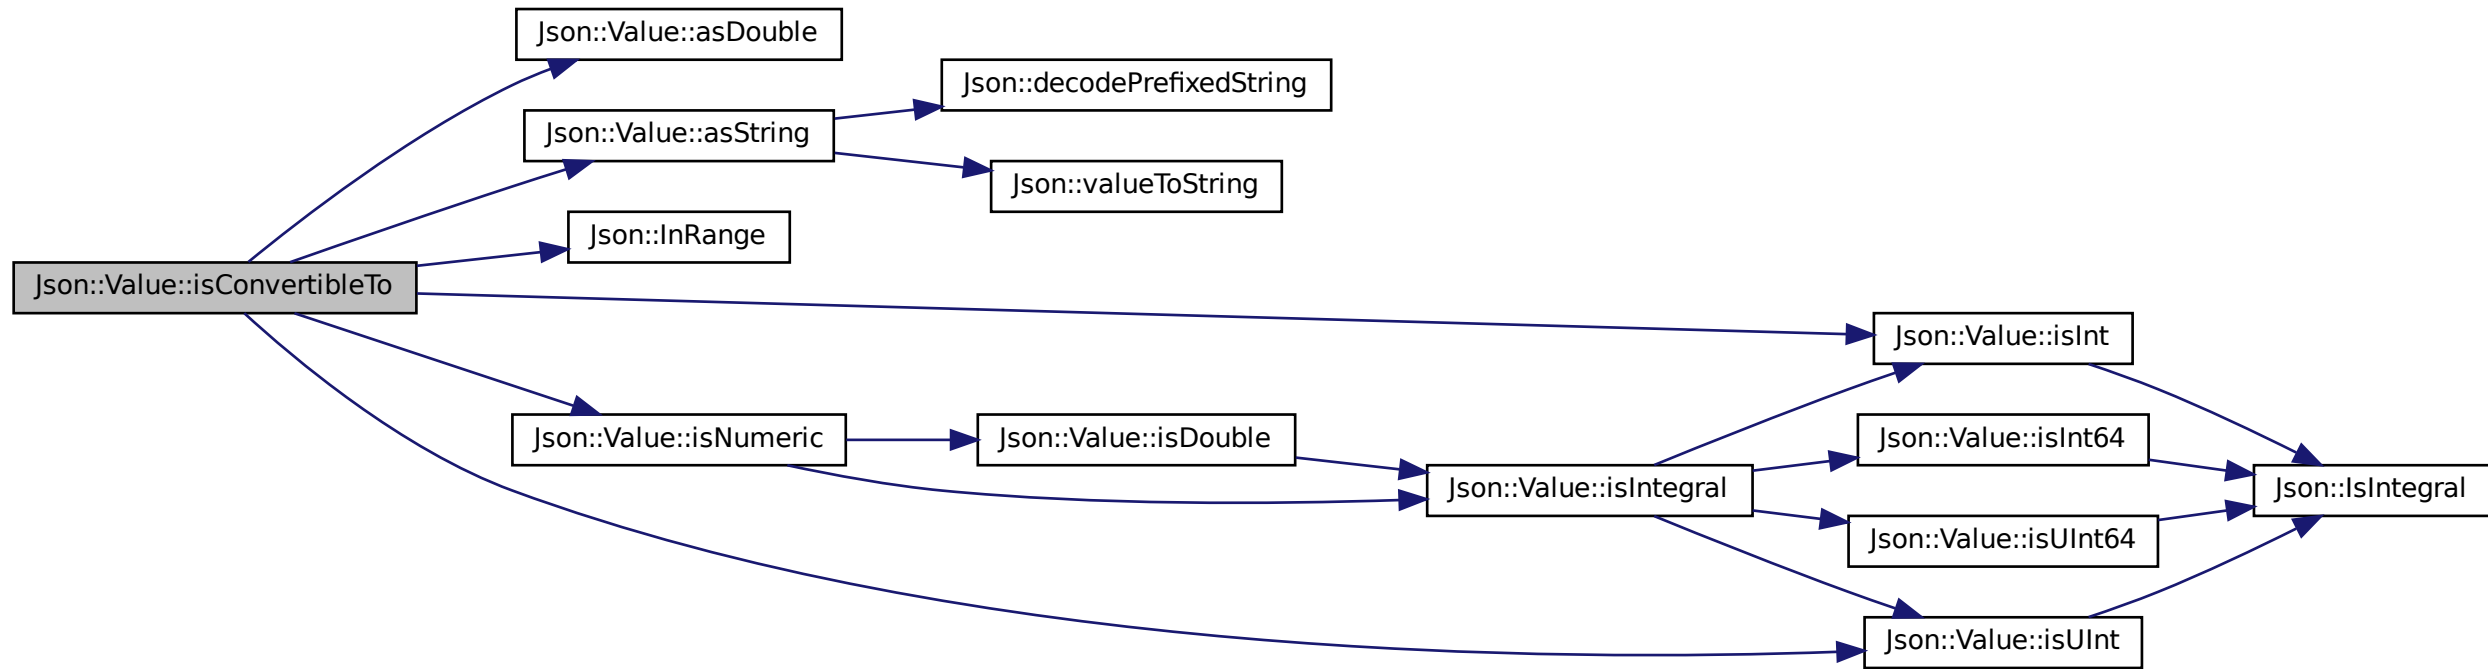 Json::Value::asDouble
Json::decodePrefixedString
Json::Value::asString
Json::valueToString
Json::InRange
Json::Value::isConvertibleTo
Json::Value::isInt
Json::Value::isNumeric
Json::Value::isDouble
Json::Value::isInt64
Json::Value::isIntegral
Json::IsIntegral
Json::Value::isUInt64
Json::Value::isUInt